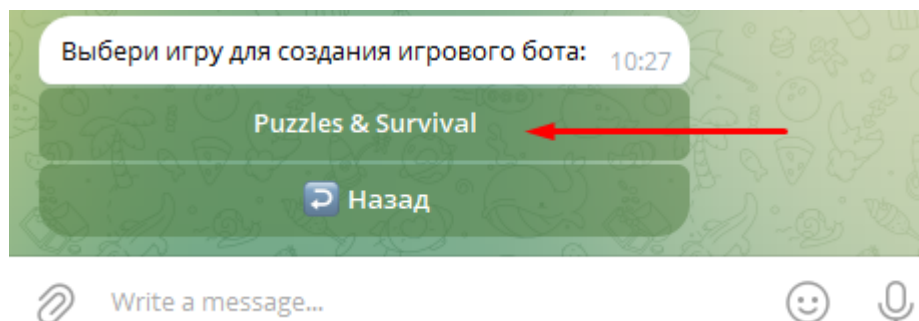 Выбери игру для создания игрового бота:
10:27
Puzzles & Survival
Назад
Write a message...